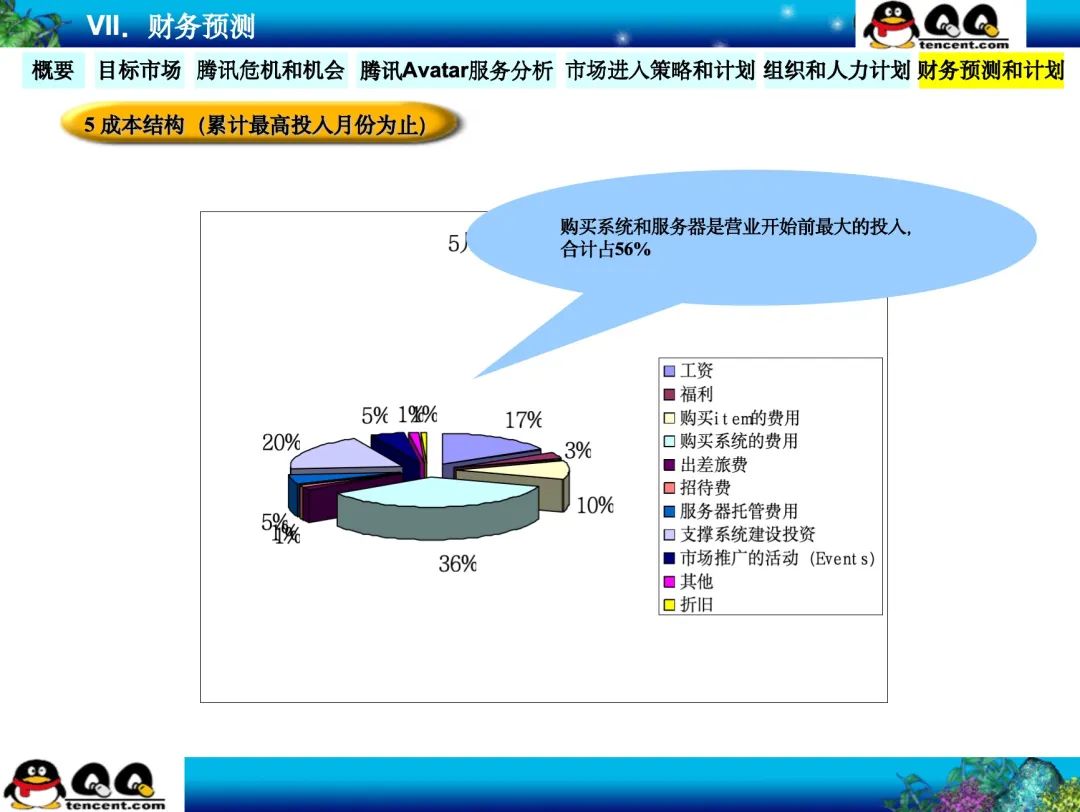 VII. 财务预测
QQ
tencent.com
概要
目标市场
腾讯危机和机会
腾讯Avatar服务分析
市场进入策略和计划
组织和人力计划
财务预测和计划
5 成本结构（累计最高投入月份为止）
购买系统和服务器是营业开始前最大的投入,
合计占56%
5
5%
1%
1%
17%
20%
3%
10%
5%
1%
36%
工资
福利
购买item的费用
购买系统的费用
出差旅费
招待费
服务器托管费用
支撑系统建设投资
市场推广的活动（Events）
其他
折旧
QQ
tencent.com